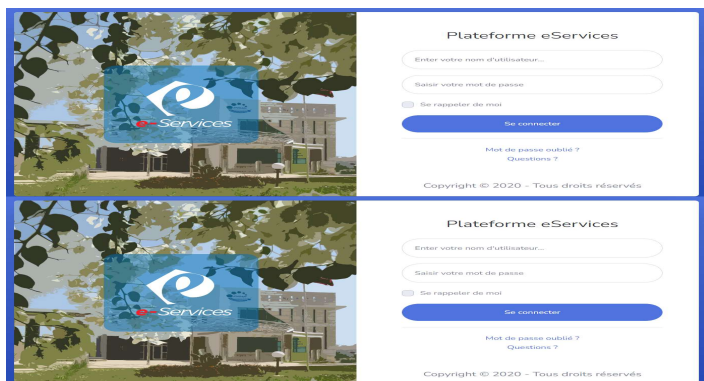 Plateforme eServices
Enter votre nom d'utilisateur...
Saisir votre mot de passe
Se rappeler de moi
Se connecter
Mot de passe oublié ?
Questions ?
Copyright © 2020 - Tous droits réservés
e-Services
Plateforme eServices
Enter votre nom d'utilisateur...
Saisir votre mot de passe
Se rappeler de moi
Se connecter
Mot de passe oublié ?
Questions ?
Copyright © 2020 - Tous droits réservés
e-Services